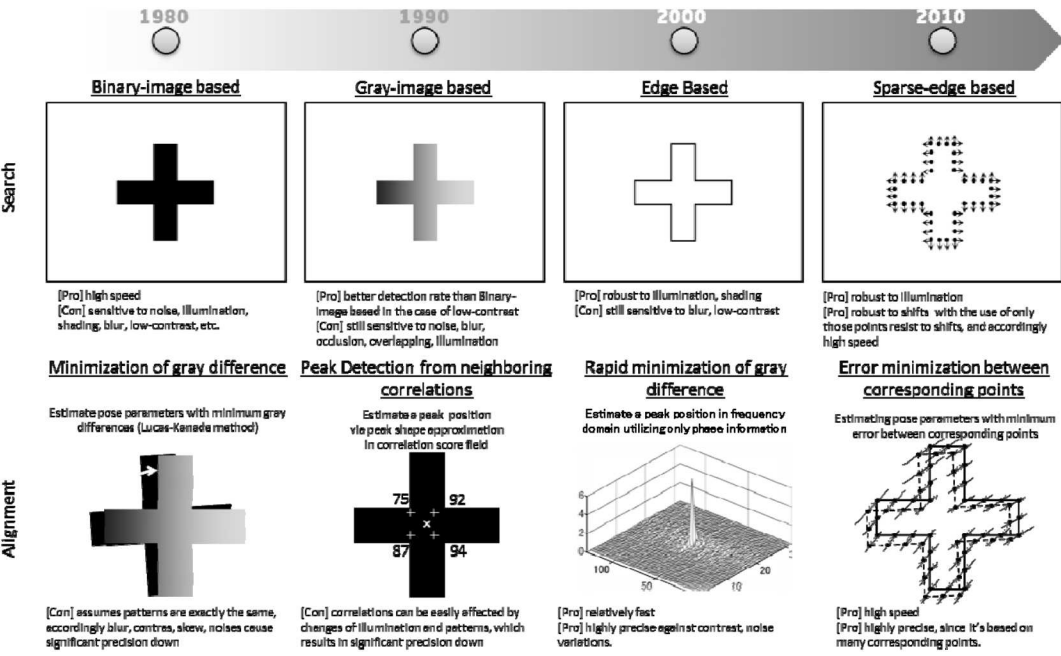 1980
1990
2000
2010
Binary-image based
Gray-image based
Edge Based
Sparse-edge based
Search
[Pro] high speed
[Con] sensitive to noise, illumination,
shading, blur, low-contrast, etc.
[Pro] better detection rate than Binary-
image based in the case of low-contrast
[Con] still sensitive to noise, blur,
occlusion, overlapping, illumination
[Pro] robust to illumination, shading
[Con] still sensitive to blur, low-contrast
[Pro] robust to illumination
[Pro] robust to shifts with the use of only
those points resist to shifts, and accordingly
high speed
Alignment
Minimization of gray difference
Estimate pose parameters with minimum gray
differences (Lucas-Kanade method)
[Con] assumes patterns are exactly the same,
accordingly blur, contras, skew, noises cause
significant precision down
Peak Detection from neighboring
correlations
Estimate a peak position
via peak shape approximation
in correlation score field
75
92
x
87
94
[Con] correlations can be easily affected by
changes of illumination and patterns, which
results in significant precision down
Rapid minimization of gray
difference
Estimate a peak position in frequency
domain utilizing only phase information
6
4
2
0
100
50
10
20
[Pro] relatively fast
[Pro] highly precise against contrast, noise
variations.
Error minimization between
corresponding points
Estimating pose parameters with minimum
error between corresponding points
[Pro] high speed
[Pro] highly precise, since it's based on
many corresponding points.